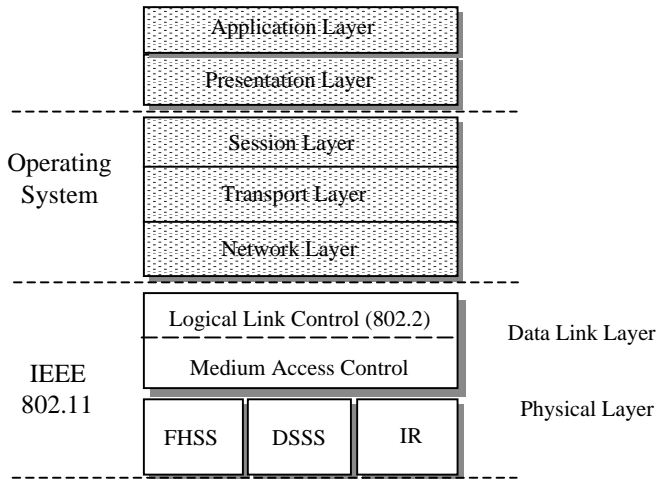 Application Layer
Presentation Layer
Operating
System
Session Layer
Transport Layer
Network Layer
IEEE
802.11
Logical Link Control (802.2)
Medium Access Control
Data Link Layer
FHSS
DSSS
IR
Physical Layer